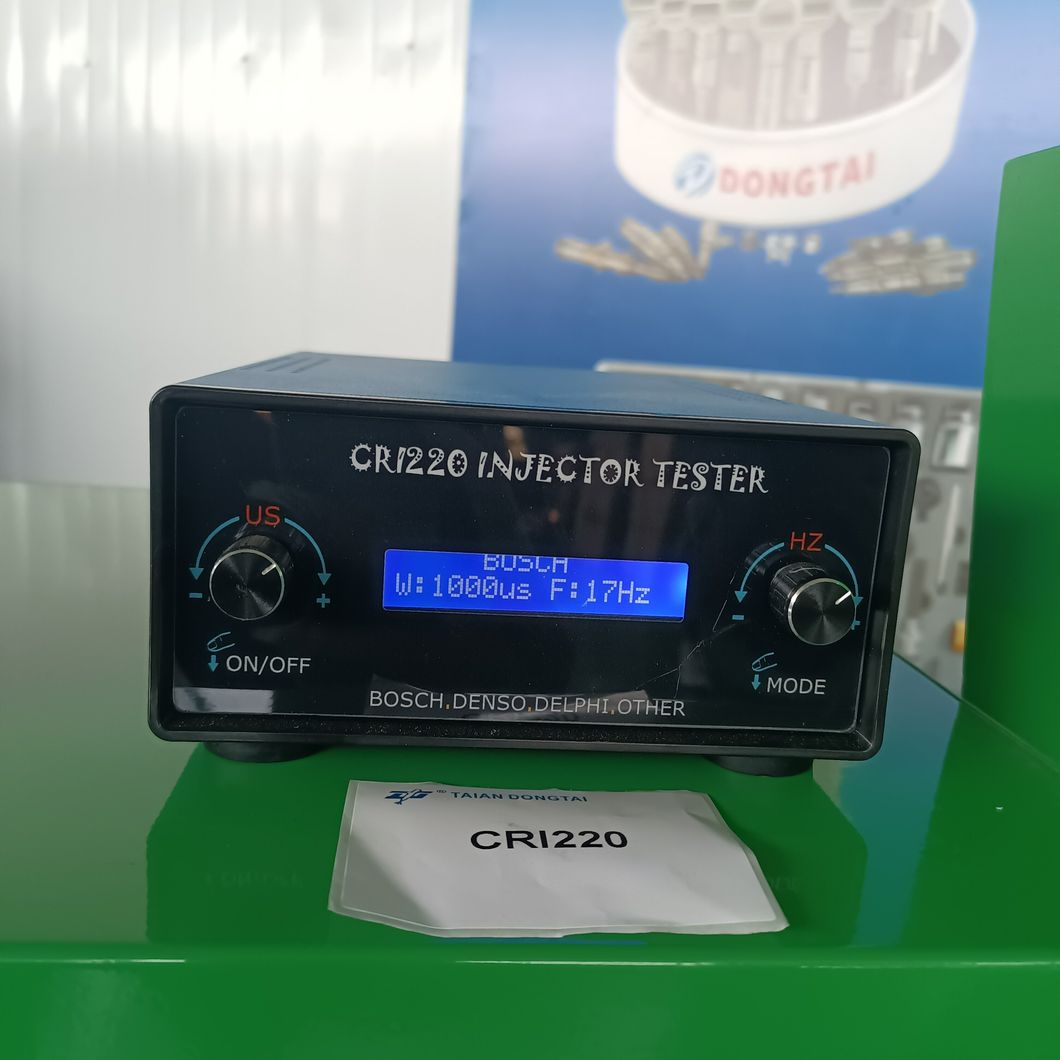 DONGTAI
CRI220 INJECTOR TESTER
US
HZ
BOSCH
W:1000us F:17Hz
- +
- +
ON/OFF
MODE
BOSCH.DENSO.DELPHI.OTHER
® TAIAN DONGTAI
CRI220